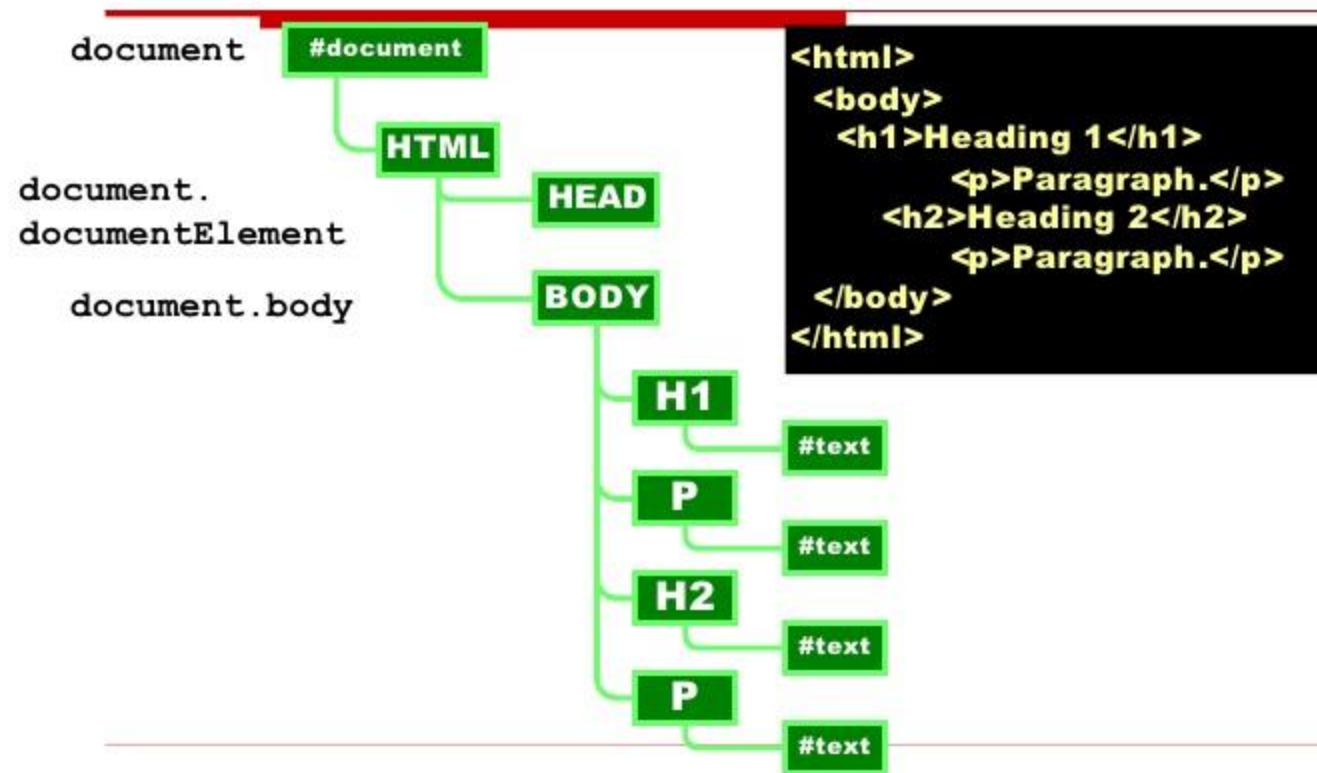 document
#document
HTML
document.
documentElement
HEAD
document.body
BODY
H1
#text
P
#text
H2
#text
P
#text
<html>
<body>
<h1>Heading 1</h1>
<p>Paragraph.</p>
<h2>Heading 2</h2>
<p>Paragraph.</p>
</body>
</html>